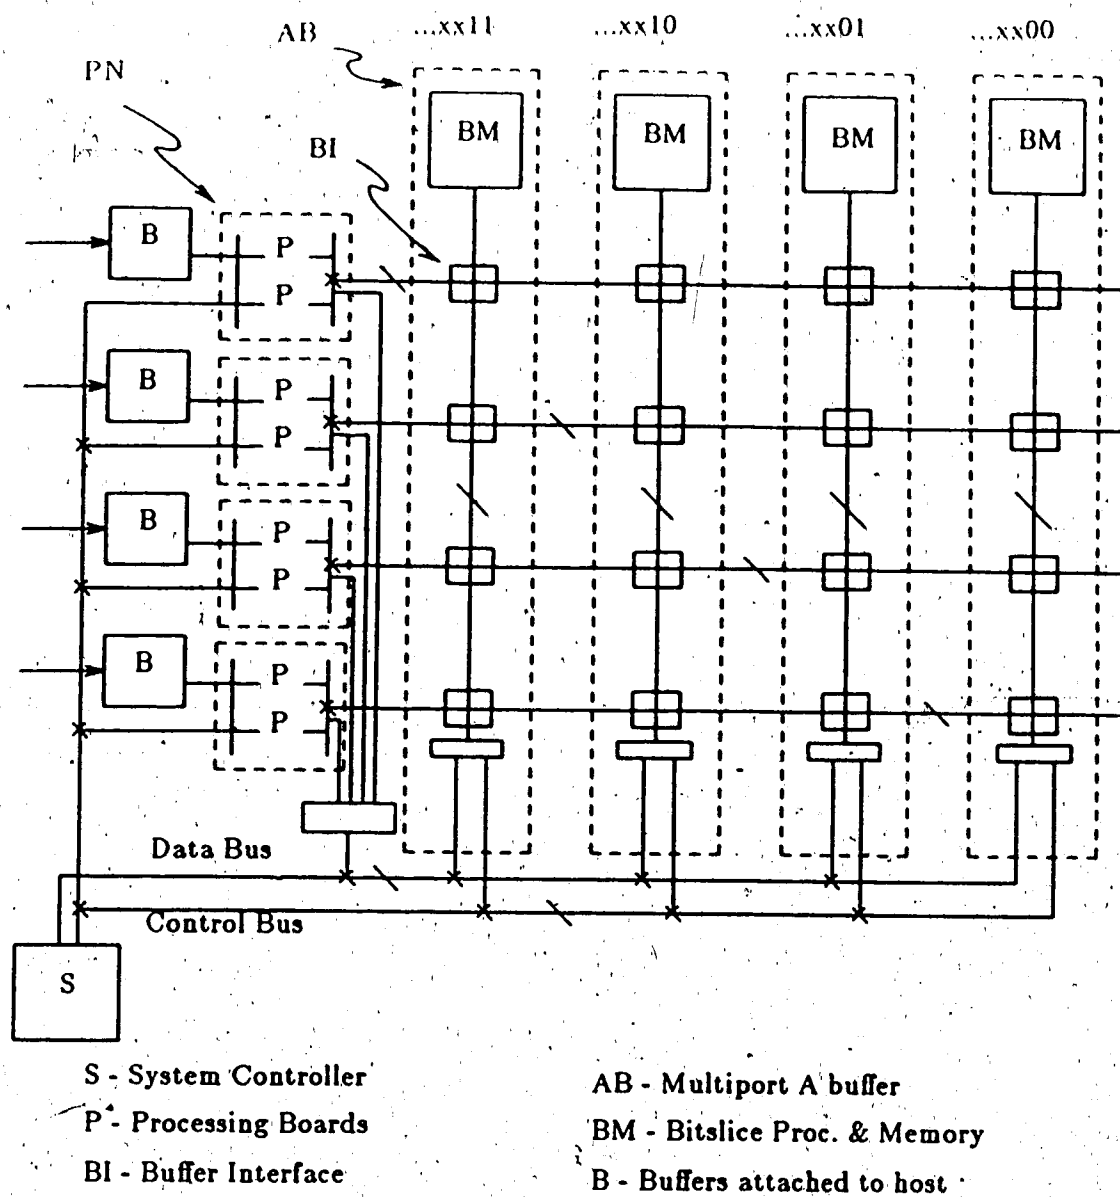 ...xx11 ...xx10 ...xx01 ...xx00
AB
PN
BM BM BM BM
BI
B P
P
B P
P
B P
P
B P
P
Data Bus
Control Bus
S
S - System Controller
P - Processing Boards
BI - Buffer Interface
AB - Multiport A buffer
BM - Bitslice Proc. & Memory
B - Buffers attached to host